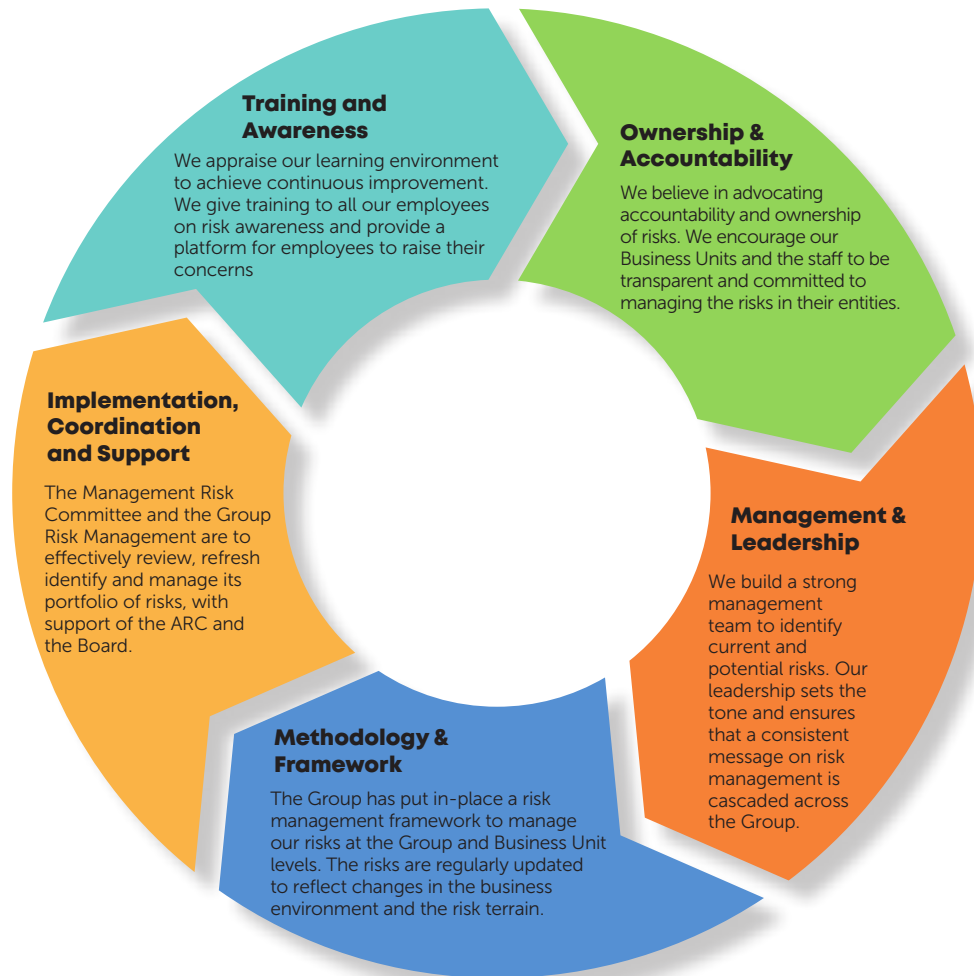 Training and
Awareness
We appraise our learning environment
to achieve continuous improvement.
We give training to all our employees
on risk awareness and provide a
platform for employees to raise their
concerns
Ownership &
Accountability
We believe in advocating
accountability and ownership
of risks. We encourage our
Business Units and the staff to be
transparent and committed to
managing the risks in their entities.
Management &
Leadership
We build a strong
management
team to identify
current and
potential risks. Our
leadership sets the
tone and ensures
that a consistent
message on risk
management is
cascaded across
the Group.
Methodology &
Framework
The Group has put in-place a risk
management framework to manage
our risks at the Group and Business Unit
levels. The risks are regularly updated
to reflect changes in the business
environment and the risk terrain.
Implementation,
Coordination
and Support
The Management Risk
Committee and the Group
Risk Management are to
effectively review, refresh
identify and manage its
portfolio of risks, with
support of the ARC and
the Board.